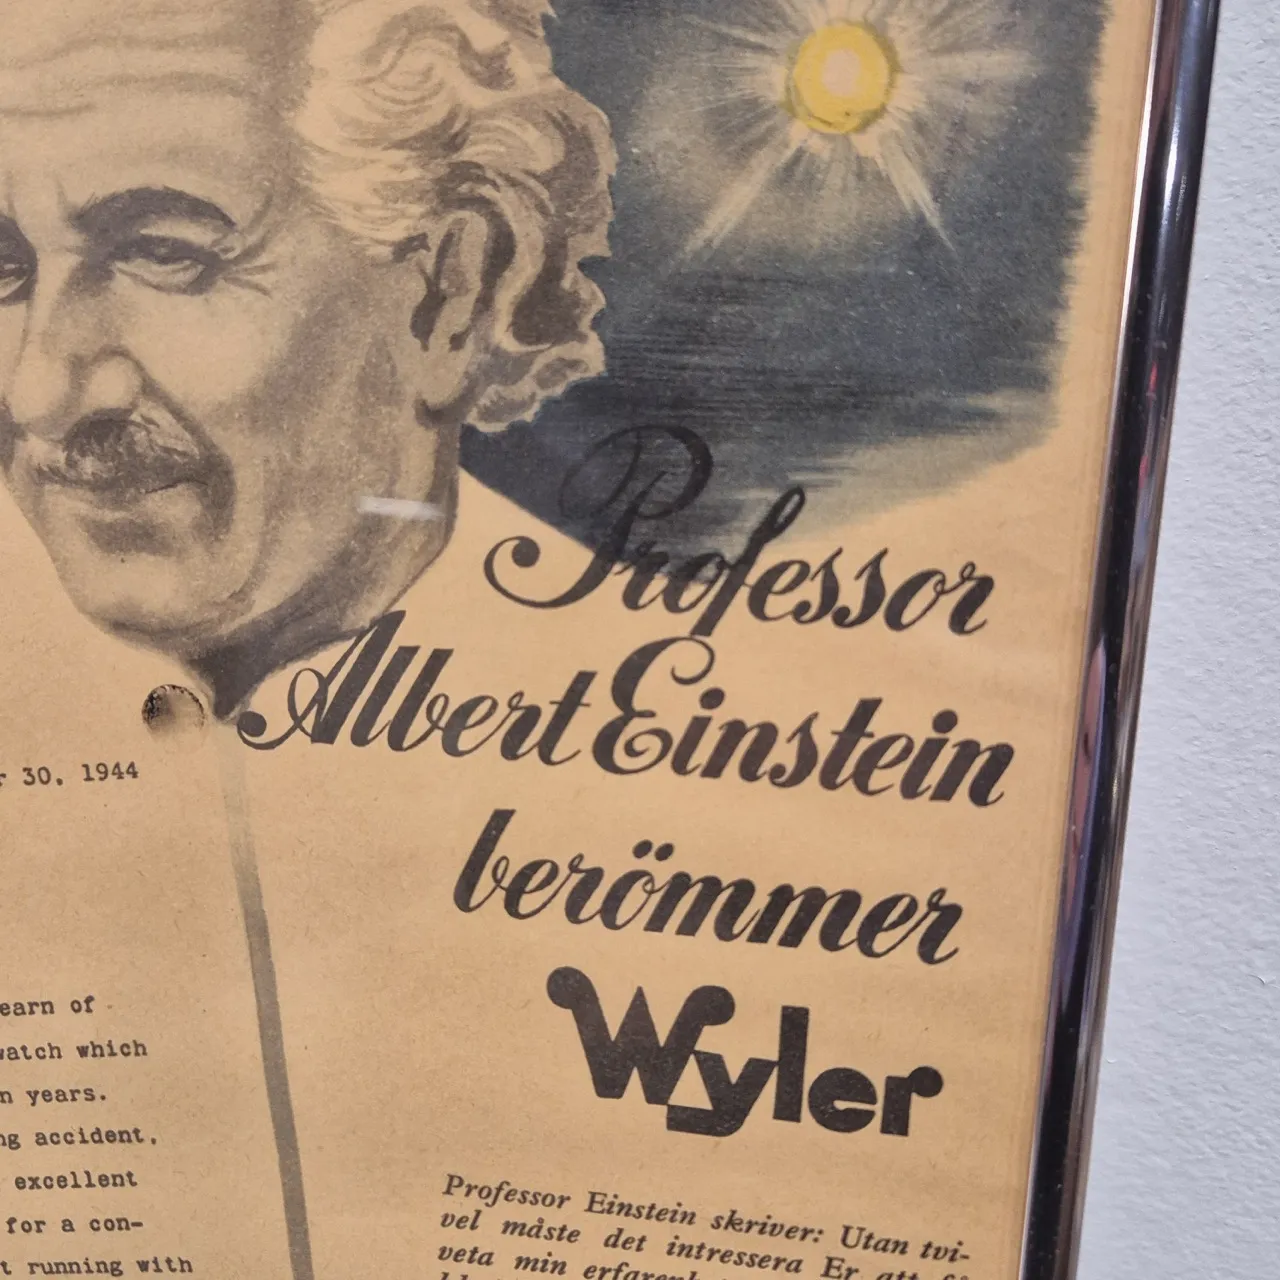 Professor
Albert Einstein
berömmer
Wyler
30, 1944
earn of
watch which
n years.
ng accident,
excellent
for a con-
t running with
Professor Einstein skriver: Utan tvi-
vel måste det intressera Er att få
veta min